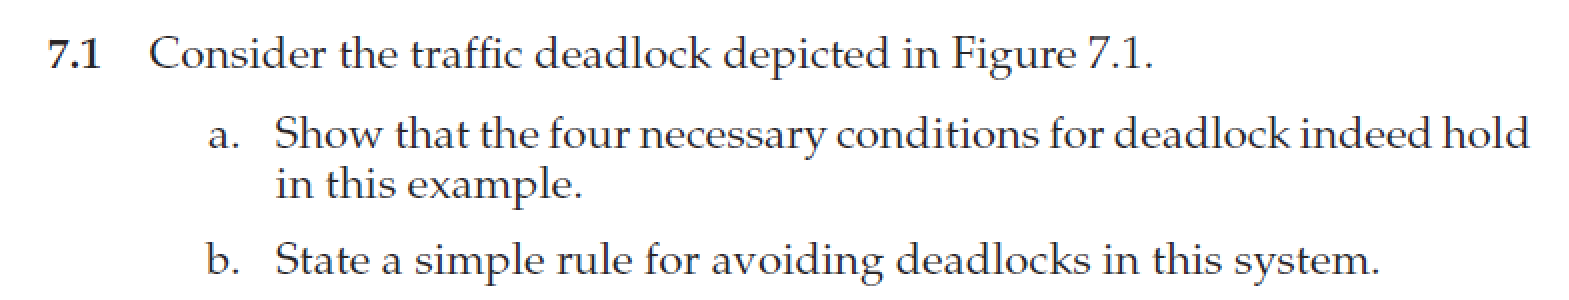 7.1 Consider the traffic deadlock depicted in Figure 7.1.
a. Show that the four necessary conditions for deadlock indeed hold
in this example.
b. State a simple rule for avoiding deadlocks in this system.